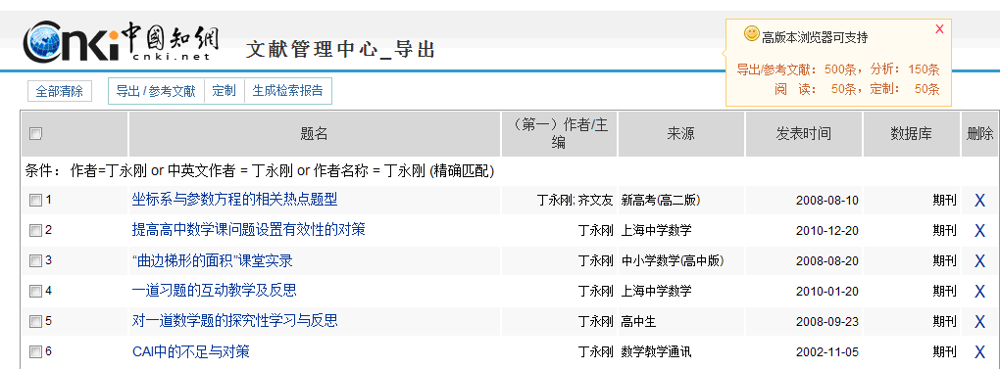 cnki 中国知網
cnki.net
文献管理中心_导出
高版本浏览器可支持 X
导出/参考文献: 500条, 分析: 150条
阅 读: 50条, 定制: 50条
全部清除 导出 / 参考文献 定制 生成检索报告
题名 （第一）作者/主编 来源 发表时间 数据库 删除
条件： 作者=丁永刚 or 中英文作者 = 丁永刚 or 作者名称 = 丁永刚 (精确匹配)
1 坐标系与参数方程的相关热点题型 丁永刚; 齐文友 新高考(高二版) 2008-08-10 期刊 X
2 提高高中数学课问题设置有效性的对策 丁永刚 上海中学数学 2010-12-20 期刊 X
3 “曲边梯形的面积”课堂实录 丁永刚 中小学数学(高中版) 2008-08-20 期刊 X
4 一道习题的互动教学及反思 丁永刚 上海中学数学 2010-01-20 期刊 X
5 对一道数学题的探究性学习与反思 丁永刚 高中生 2008-09-23 期刊 X
6 CAI中的不足与对策 丁永刚 数学教学通讯 2002-11-05 期刊 X